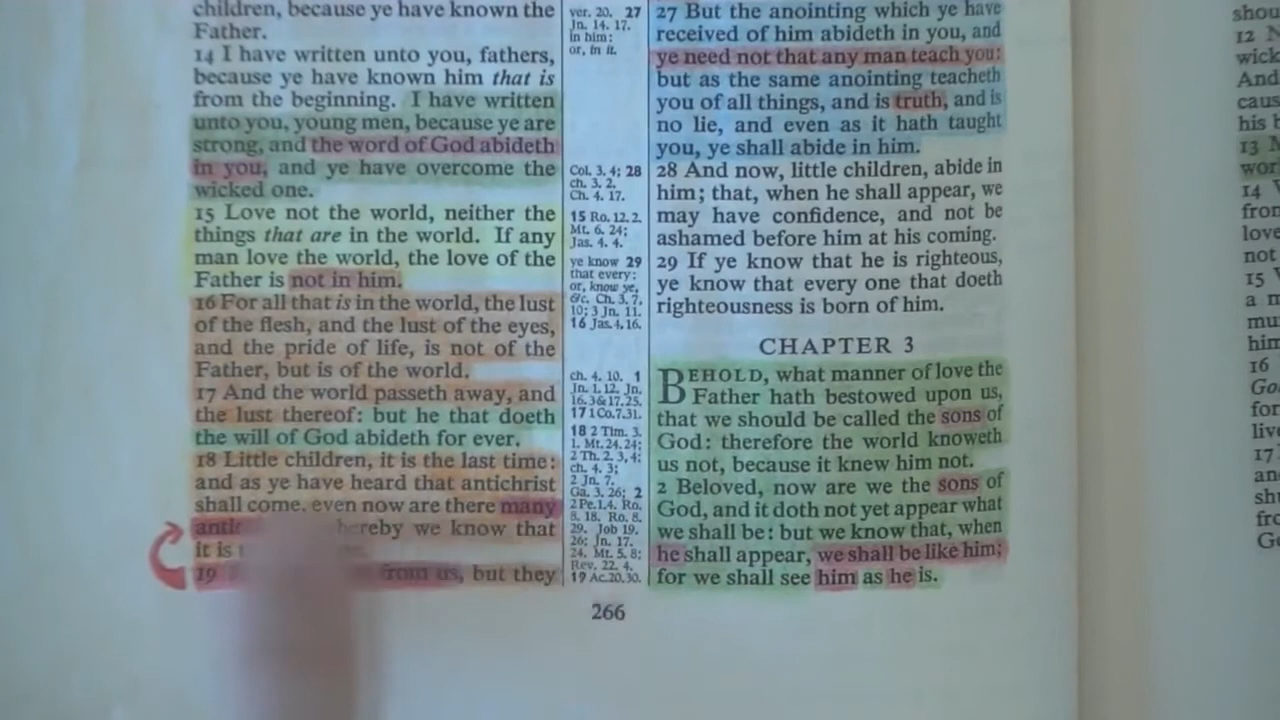 children, because ye have known the
Father.
14 I have written unto you, fathers,
because ye have known him that is
from the beginning. I have written
unto you, young men, because ye are
strong, and the word of God abideth
in you, and ye have overcome the
wicked one.
15 Love not the world, neither the
things that are in the world. If any
man love the world, the love of the
Father is not in him.
16 For all that is in the world, the lust
of the flesh, and the lust of the eyes,
and the pride of life, is not of the
Father, but is of the world.
17 And the world passeth away, and
the lust thereof: but he that doeth
the will of God abideth for ever.
18 Little children, it is the last time:
and as ye have heard that antichrist
shall come, even now are there many
hereby we know that
it is
19 from us, but they
ver. 20. 27
Jn. 14. 17.
in him:
or, in it.
Col. 3. 4; 28
ch. 3. 2.
Ch. 4. 17.
15 Ro. 12. 2.
Mt. 6. 24;
Jas. 4. 4.
ye know 29
that every:
or, know ye,
&c. Ch. 3. 7,
10; 3 Jn. 11.
16 Jas. 4. 16.
ch. 4. 10. 1
Jn. 1. 12. Jn.
16. 3 & 17. 25.
17 1 Co. 7. 31.
18 2 Tim. 3.
1. Mt. 24. 24;
2 Th. 2. 3, 4;
ch. 4. 3;
2 Jn. 7.
Ga. 3. 26; 2
2 Pe. 1. 4. Ro.
8. 18. Ro. 8.
29. Job 19.
26; Jn. 17.
24. Mt. 5. 8;
Rev. 22. 4.
19 Ac. 20. 30.
27 But the anointing which ye have
received of him abideth in you, and
ye need not that any man teach you:
but as the same anointing teacheth
you of all things, and is truth, and is
no lie, and even as it hath taught
you, ye shall abide in him.
28 And now, little children, abide in
him; that, when he shall appear, we
may have confidence, and not be
ashamed before him at his coming.
29 If ye know that he is righteous,
ye know that every one that doeth
righteousness is born of him.
CHAPTER 3
BEHOLD, what manner of love the
Father hath bestowed upon us,
that we should be called the sons of
God: therefore the world knoweth
us not, because it knew him not.
2 Beloved, now are we the sons of
God, and it doth not yet appear what
we shall be: but we know that, when
he shall appear, we shall be like him;
for we shall see him as he is.
266
12
And
his
13
14
from
love
not
15
a
him
16
for
17
and